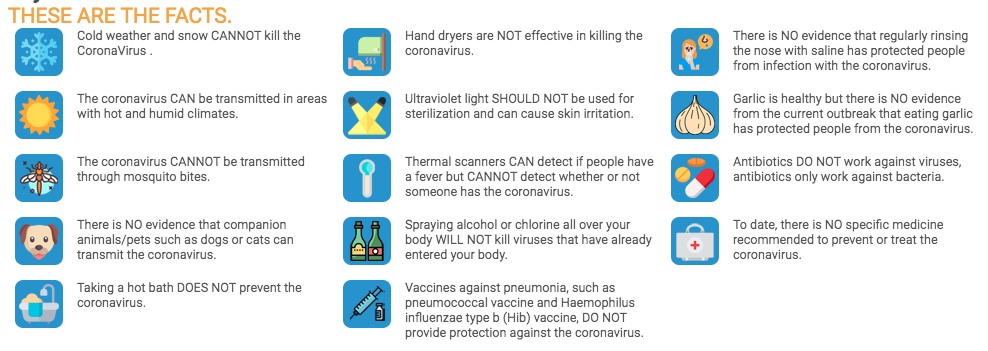 THESE ARE THE FACTS.
Cold weather and snow CANNOT kill the
CoronaVirus .
The coronavirus CAN be transmitted in areas
with hot and humid climates.
The coronavirus CANNOT be transmitted
through mosquito bites.
There is NO evidence that companion
animals/pets such as dogs or cats can
transmit the coronavirus.
Taking a hot bath DOES NOT prevent the
coronavirus.
Hand dryers are NOT effective in killing the
coronavirus.
Ultraviolet light SHOULD NOT be used for
sterilization and can cause skin irritation.
Thermal scanners CAN detect if people have
a fever but CANNOT detect whether or not
someone has the coronavirus.
Spraying alcohol or chlorine all over your
body WILL NOT kill viruses that have already
entered your body.
Vaccines against pneumonia, such as
pneumococcal vaccine and Haemophilus
influenzae type b (Hib) vaccine, DO NOT
provide protection against the coronavirus.
There is NO evidence that regularly rinsing
the nose with saline has protected people
from infection with the coronavirus.
Garlic is healthy but there is NO evidence
from the current outbreak that eating garlic
has protected people from the coronavirus.
Antibiotics DO NOT work against viruses,
antibiotics only work against bacteria.
To date, there is NO specific medicine
recommended to prevent or treat the
coronavirus.